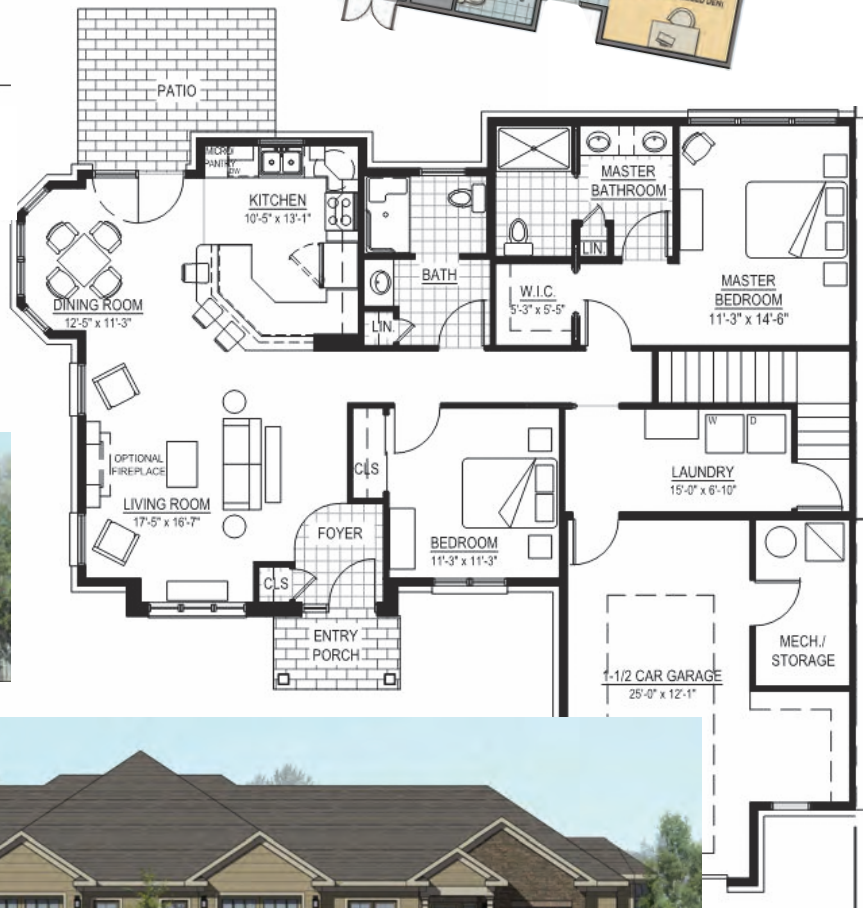 DEN
PATIO
MICRO/
PANTRY
DW
KITCHEN
10'-5" x 13'-1"
MASTER
BATHROOM
LIN
DINING ROOM
12'-5" x 11'-3"
BATH
LIN.
W.I.C.
5'-3" x 5'-5"
MASTER
BEDROOM
11'-3" x 14'-6"
OPTIONAL
FIREPLACE
LIVING ROOM
17'-5" x 16'-7"
CLS
W
D
LAUNDRY
15'-0" x 6'-10"
FOYER
BEDROOM
11'-3" x 11'-3"
CLS
ENTRY
PORCH
MECH./
STORAGE
1-1/2 CAR GARAGE
25'-0" x 12'-1"